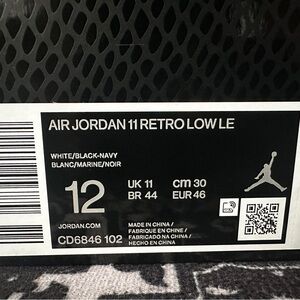 AIR JORDAN 11 RETRO LOW LE
WHITE/BLACK-NAVY
BLANC/MARINE/NOIR
12
UK 11 cm 30
BR 44 EUR 46
JORDAN.COM
CD6846 102
MADE IN CHINA /
FABRIQUE EN CHINE /
FABRICADO NA CHINA /
HECHO EN CHINA